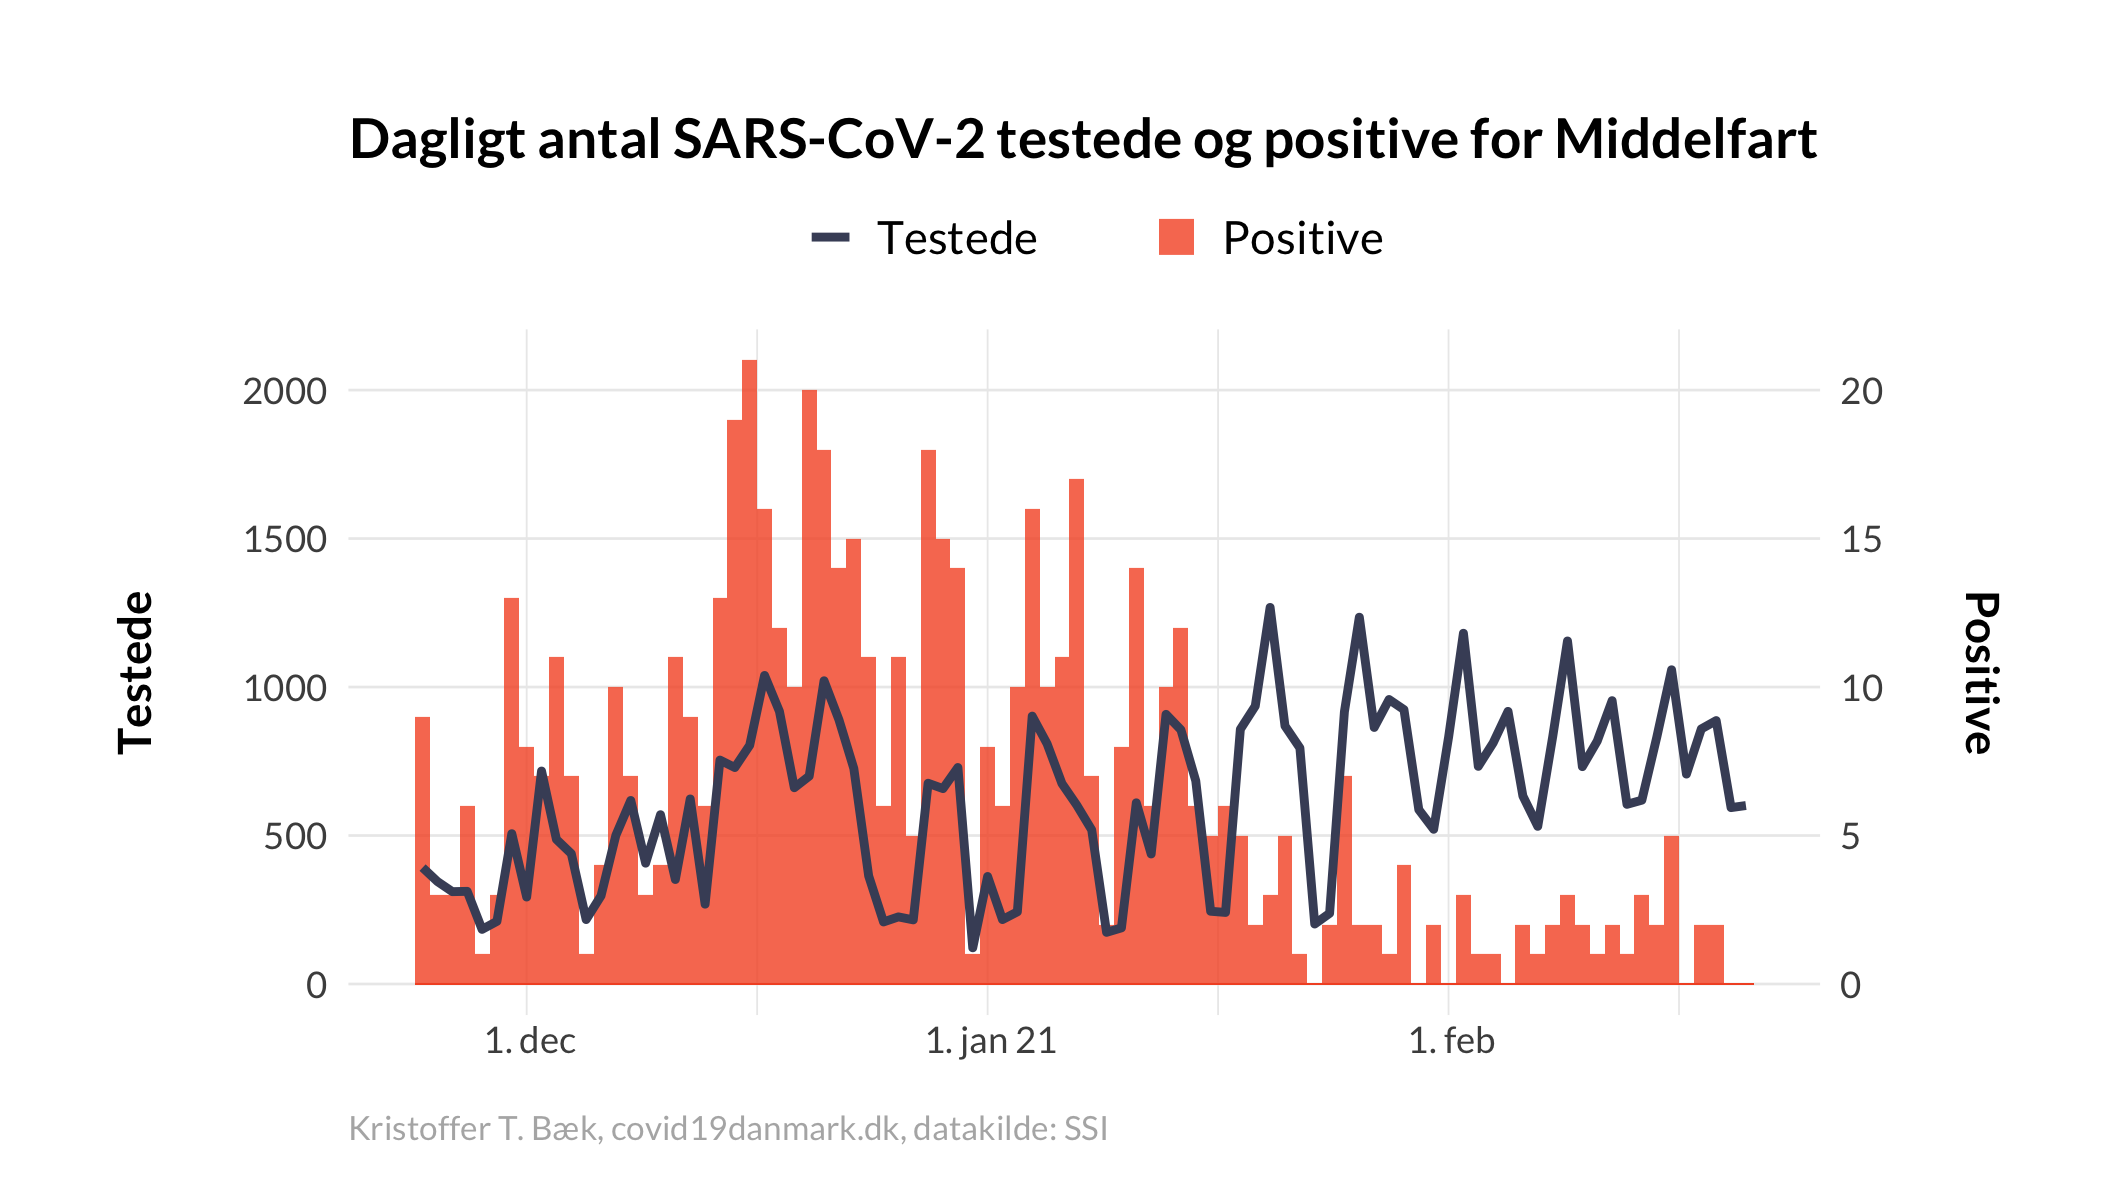 Dagligt antal SARS-CoV-2 testede og positive for Middelfart
Testede
Positive
Testede
2000
1500
1000
500
0
20
15
10
5
0
Positive
1. dec
1. jan 21
1. feb
Kristoffer T. Bæk, covid19danmark.dk, datakilde: SSI